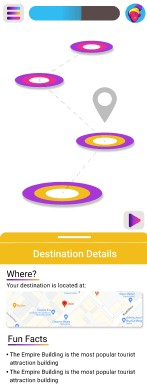 Destination Details
Where?
Your destination is located at:
Fun Facts
• The Empire Building is the most popular tourist
attraction building
• The Empire Building is the most popular tourist
attraction building